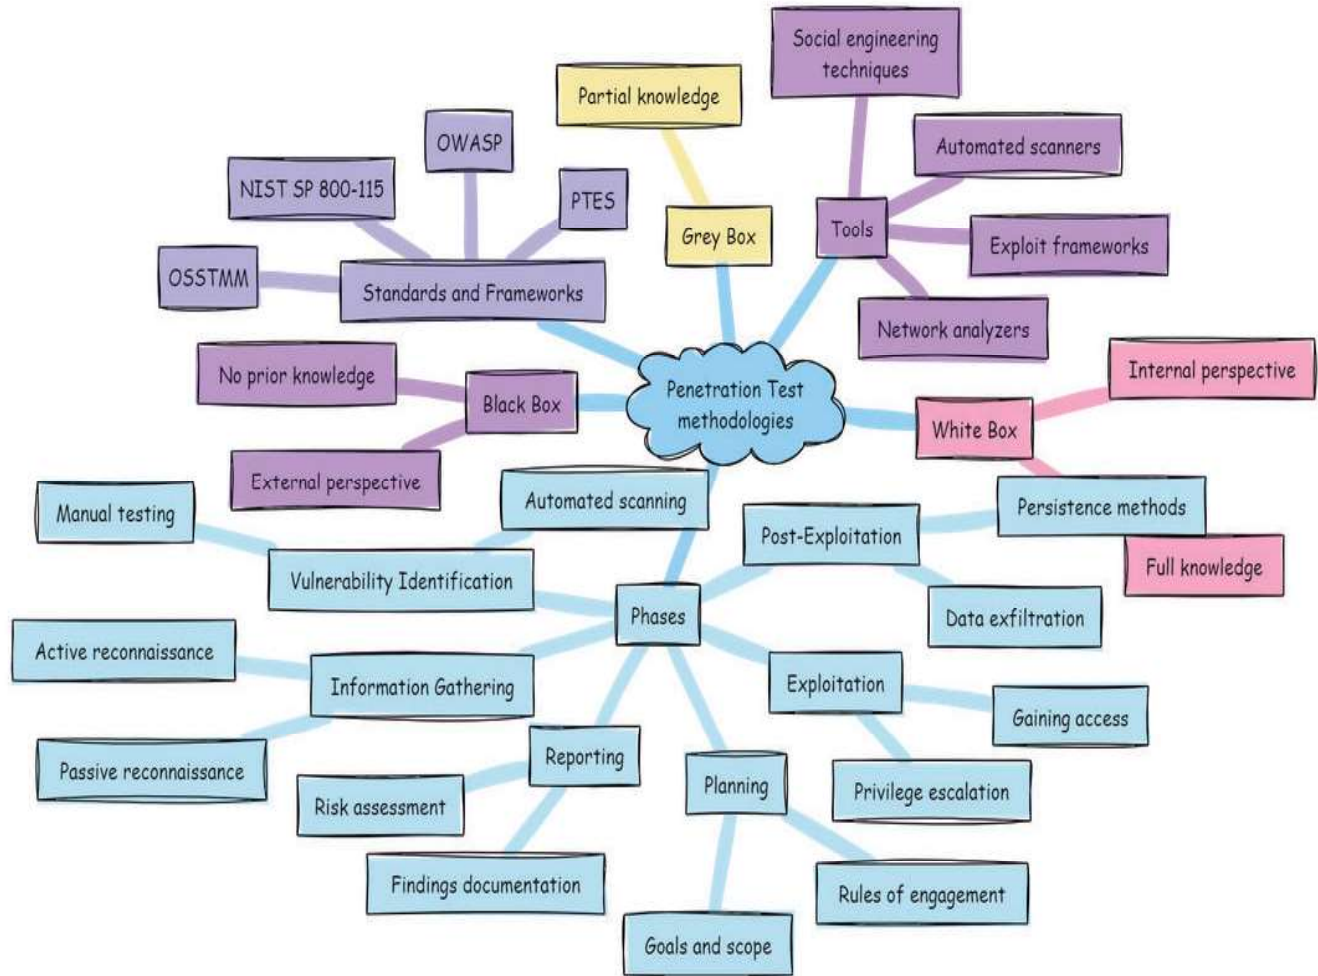 Social engineering
techniques
Partial knowledge
OWASP
Automated scanners
NIST SP 800-115
PTES
Tools
Grey Box
Exploit frameworks
OSSTMM
Standards and Frameworks
Network analyzers
No prior knowledge
Internal perspective
Penetration Test
methodologies
Black Box
White Box
External perspective
Automated scanning
Persistence methods
Manual testing
Post-Exploitation
Full knowledge
Vulnerability Identification
Phases
Data exfiltration
Active reconnaissance
Information Gathering
Exploitation
Gaining access
Reporting
Passive reconnaissance
Planning
Privilege escalation
Risk assessment
Findings documentation
Rules of engagement
Goals and scope